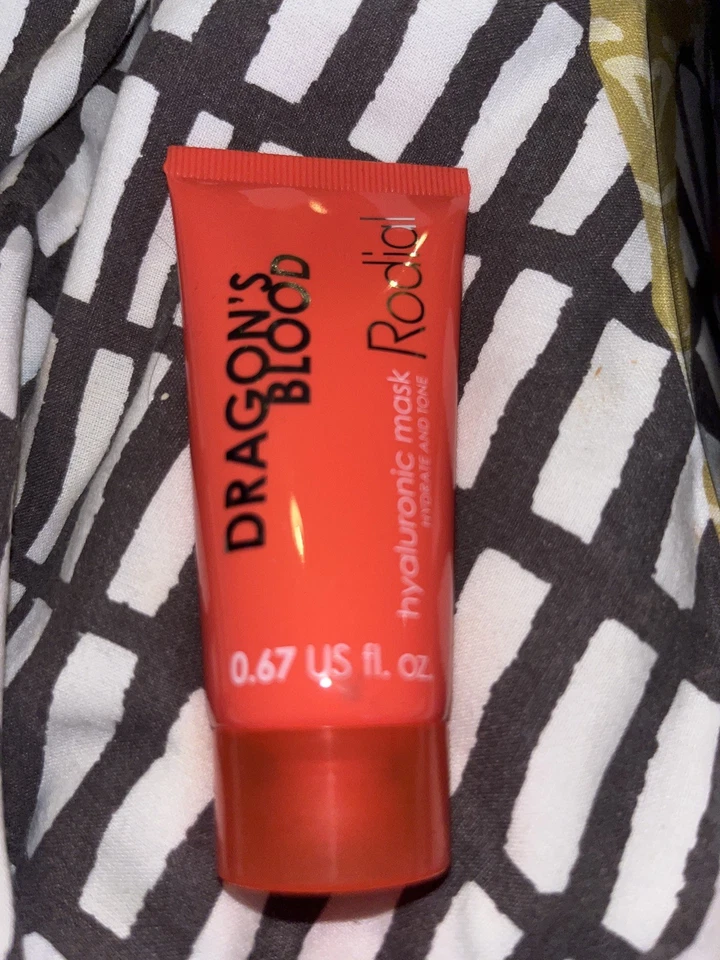 DRAGON'S
BLOOD
Rodial
hyaluronic mask
HYDRATE AND TONE
0.67 US fl. oz.